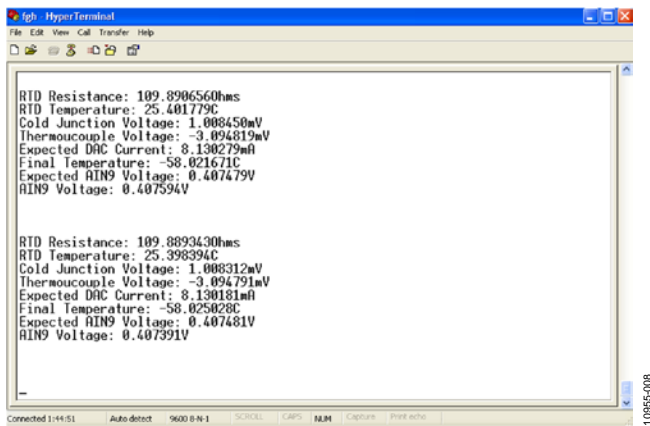 fgh - HyperTerminal
File Edit View Call Transfer Help
RTD Resistance: 109.890656Ohms
RTD Temperature: 25.401779C
Cold Junction Voltage: 1.008450mV
Thermoucouple Voltage: -3.094819mV
Expected DAC Current: 8.130279mA
Final Temperature: -58.021671C
Expected AIN9 Voltage: 0.407479V
AIN9 Voltage: 0.407594V
RTD Resistance: 109.889343Ohms
RTD Temperature: 25.398394C
Cold Junction Voltage: 1.008312mV
Thermoucouple Voltage: -3.094791mV
Expected DAC Current: 8.130181mA
Final Temperature: -58.025028C
Expected AIN9 Voltage: 0.407481V
AIN9 Voltage: 0.407391V
_
Connected 1:44:51 Auto detect 9600 8-N-1 SCROLL CAPS NUM Capture Print echo
10955-008